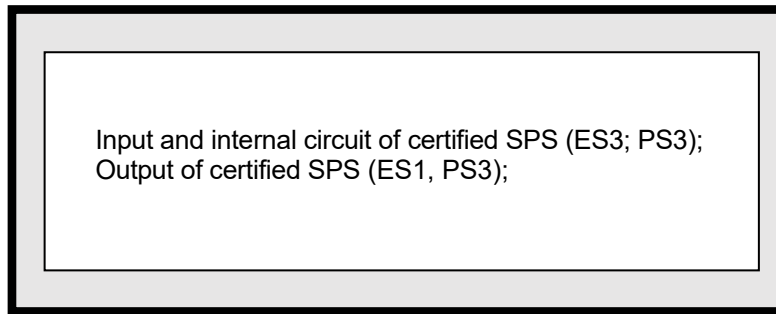 Input and internal circuit of certified SPS (ES3; PS3);
Output of certified SPS (ES1, PS3);